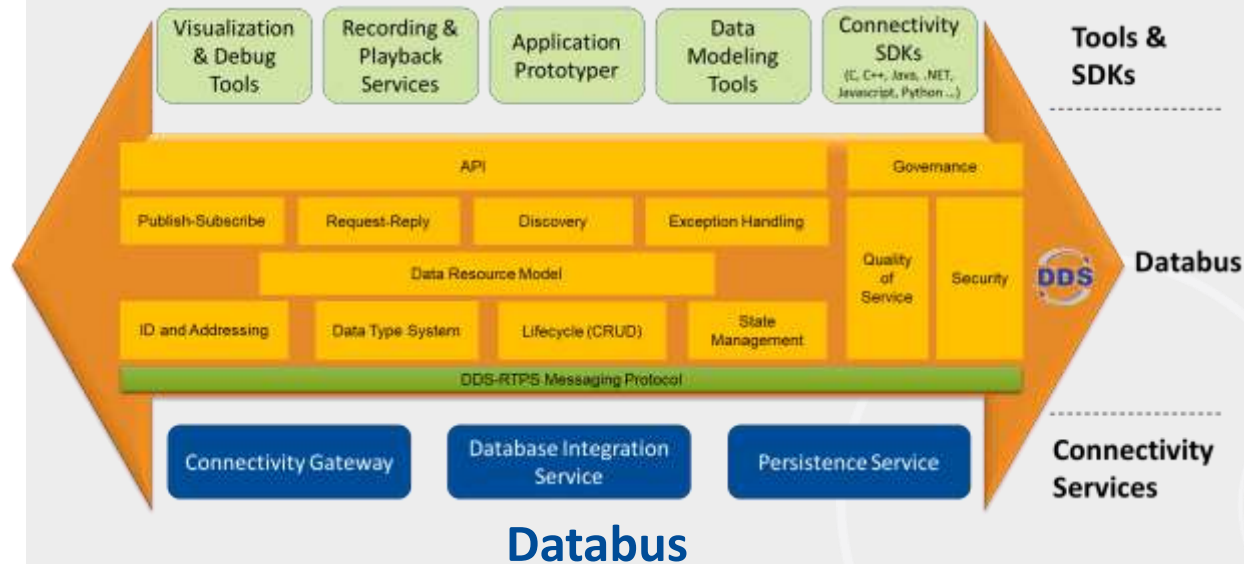 Visualization
& Debug
Tools
Recording &
Playback
Services
Application
Prototyper
Data
Modeling
Tools
Connectivity
SDKs
(C, C++, Java, .NET,
Javascript, Python ...)
Tools &
SDKs
API
Governance
Publish-Subscribe
Request-Reply
Discovery
Exception Handling
Data Resource Model
Quality
of
Service
Security
DDS
Databus
ID and Addressing
Data Type System
Lifecycle (CRUD)
State
Management
DDS-RTPS Messaging Protocol
Connectivity Gateway
Database Integration
Service
Persistence Service
Connectivity
Services
Databus